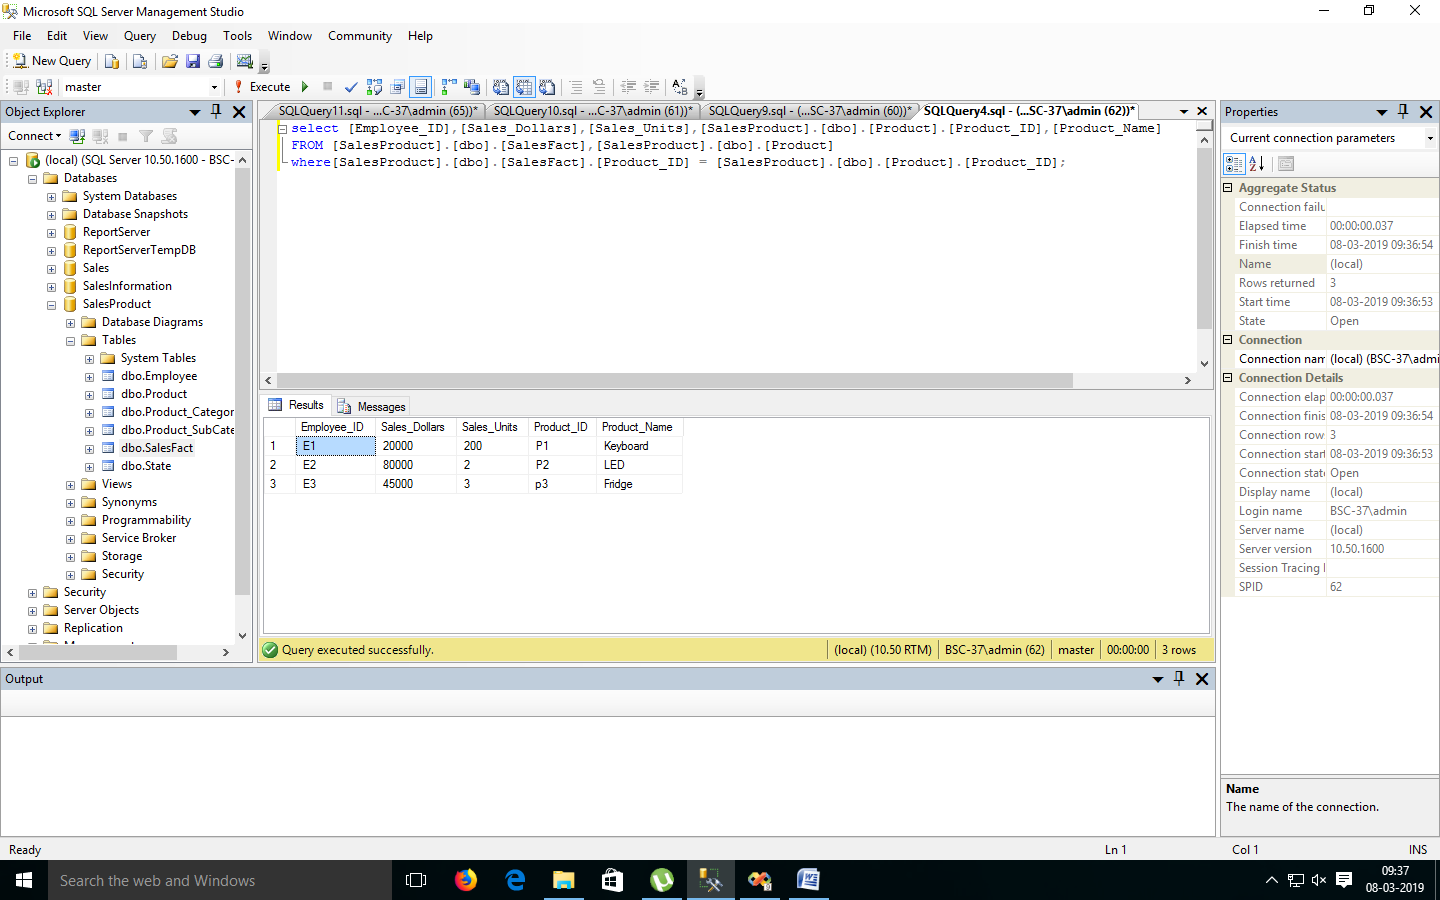 Microsoft SQL Server Management Studio
File Edit View Query Debug Tools Window Community Help
New Query
master
Execute
Object Explorer
Connect
(local) (SQL Server 10.50.1600 - BSC-
Databases
System Databases
Database Snapshots
ReportServer
ReportServerTempDB
Sales
SalesInformation
SalesProduct
Database Diagrams
Tables
System Tables
dbo.Employee
dbo.Product
dbo.Product_Categor
dbo.Product_SubCate
dbo.SalesFact
dbo.State
Views
Synonyms
Programmability
Service Broker
Storage
Security
Security
Server Objects
Replication
SQLQuery11.sql - ...C-37\admin (65))* SQLQuery10.sql - ...C-37\admin (61))* SQLQuery9.sql - (...SC-37\admin (60))* SQLQuery4.sql - (...SC-37\admin (62))*
select [Employee_ID],[Sales_Dollars],[Sales_Units],[SalesProduct].[dbo].[Product].[Product_ID],[Product_Name]
FROM [SalesProduct].[dbo].[SalesFact],[SalesProduct].[dbo].[Product]
where[SalesProduct].[dbo].[SalesFact].[Product_ID] = [SalesProduct].[dbo].[Product].[Product_ID];
Results Messages
Employee_ID Sales_Dollars Sales_Units Product_ID Product_Name
1 E1 20000 200 P1 Keyboard
2 E2 80000 2 P2 LED
3 E3 45000 3 p3 Fridge
Query executed successfully. (local) (10.50 RTM) BSC-37\admin (62) master 00:00:00 3 rows
Properties
Current connection parameters
Aggregate Status
Connection failu
Elapsed time 00:00:00.037
Finish time 08-03-2019 09:36:54
Name (local)
Rows returned 3
Start time 08-03-2019 09:36:53
State Open
Connection
Connection nam (local) (BSC-37\admi
Connection Details
Connection elap 00:00:00.037
Connection finis 08-03-2019 09:36:54
Connection row 3
Connection start 08-03-2019 09:36:53
Connection stat Open
Display name (local)
Login name BSC-37\admin
Server name (local)
Server version 10.50.1600
Session Tracing I
SPID 62
Name
The name of the connection.
Output
Ready Ln 1 Col 1 INS
Search the web and Windows
09:37
08-03-2019